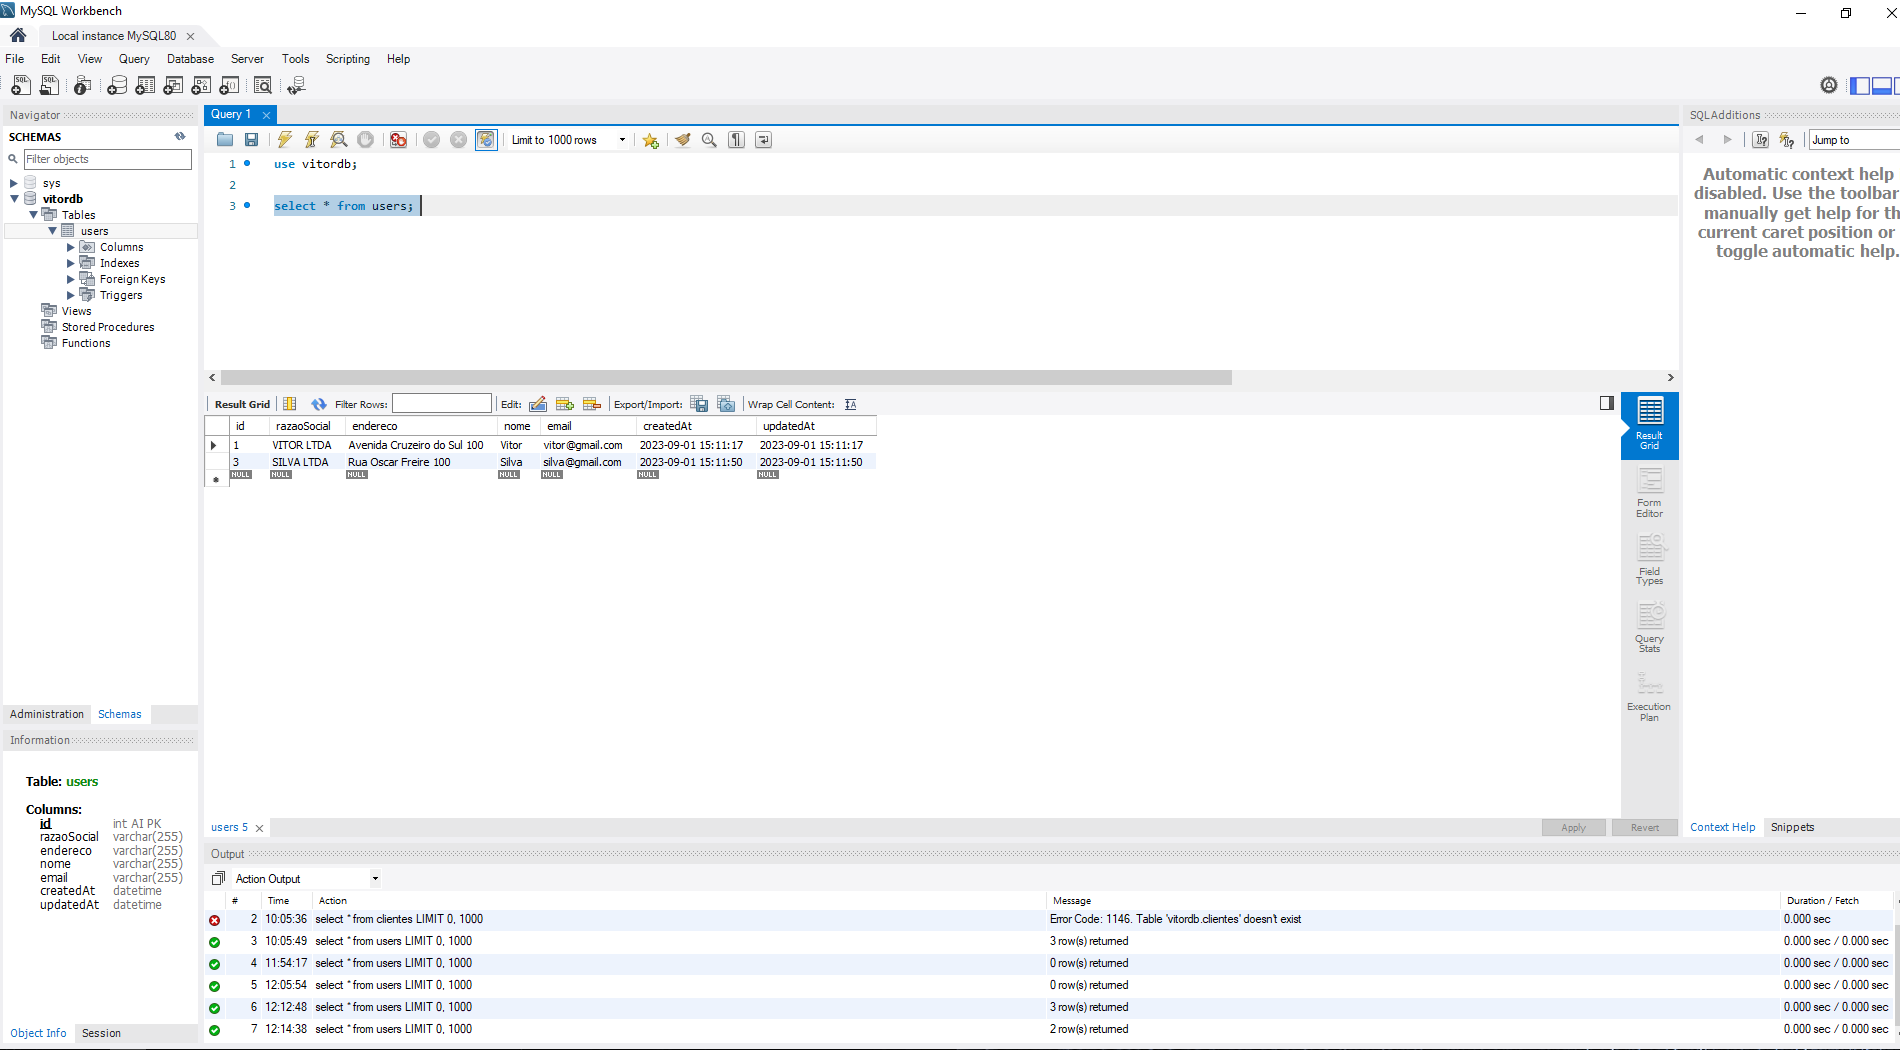 MySQL Workbench
Local instance MySQL80
File Edit View Query Database Server Tools Scripting Help
Navigator
SCHEMAS
Filter objects
sys
vitordb
Tables
users
Columns
Indexes
Foreign Keys
Triggers
Views
Stored Procedures
Functions
Administration Schemas
Information
Table: users
Columns:
id int AI PK
razaoSocial varchar(255)
endereco varchar(255)
nome varchar(255)
email varchar(255)
createdAt datetime
updatedAt datetime
Object Info Session
Query 1
Limit to 1000 rows
1 use vitordb;
2
3 select * from users;
Result Grid Filter Rows: Edit: Export/Import: Wrap Cell Content:
id razaoSocial endereco nome email createdAt updatedAt
1 VITOR LTDA Avenida Cruzeiro do Sul 100 Vitor vitor@gmail.com 2023-09-01 15:11:17 2023-09-01 15:11:17
3 SILVA LTDA Rua Oscar Freire 100 Silva silva@gmail.com 2023-09-01 15:11:50 2023-09-01 15:11:50
NULL NULL NULL NULL NULL NULL NULL
Result
Grid
Form
Editor
Field
Types
Query
Stats
Execution
Plan
users 5
Apply Revert
SQLAdditions
Jump to
Automatic context help
disabled. Use the toolbar
manually get help for th
current caret position or
toggle automatic help.
Context Help Snippets
Output
Action Output
# Time Action Message Duration / Fetch
2 10:05:36 select * from clientes LIMIT 0, 1000 Error Code: 1146. Table 'vitordb.clientes' doesn't exist 0.000 sec
3 10:05:49 select * from users LIMIT 0, 1000 3 row(s) returned 0.000 sec / 0.000 sec
4 11:54:17 select * from users LIMIT 0, 1000 0 row(s) returned 0.000 sec / 0.000 sec
5 12:05:54 select * from users LIMIT 0, 1000 0 row(s) returned 0.000 sec / 0.000 sec
6 12:12:48 select * from users LIMIT 0, 1000 3 row(s) returned 0.000 sec / 0.000 sec
7 12:14:38 select * from users LIMIT 0, 1000 2 row(s) returned 0.000 sec / 0.000 sec